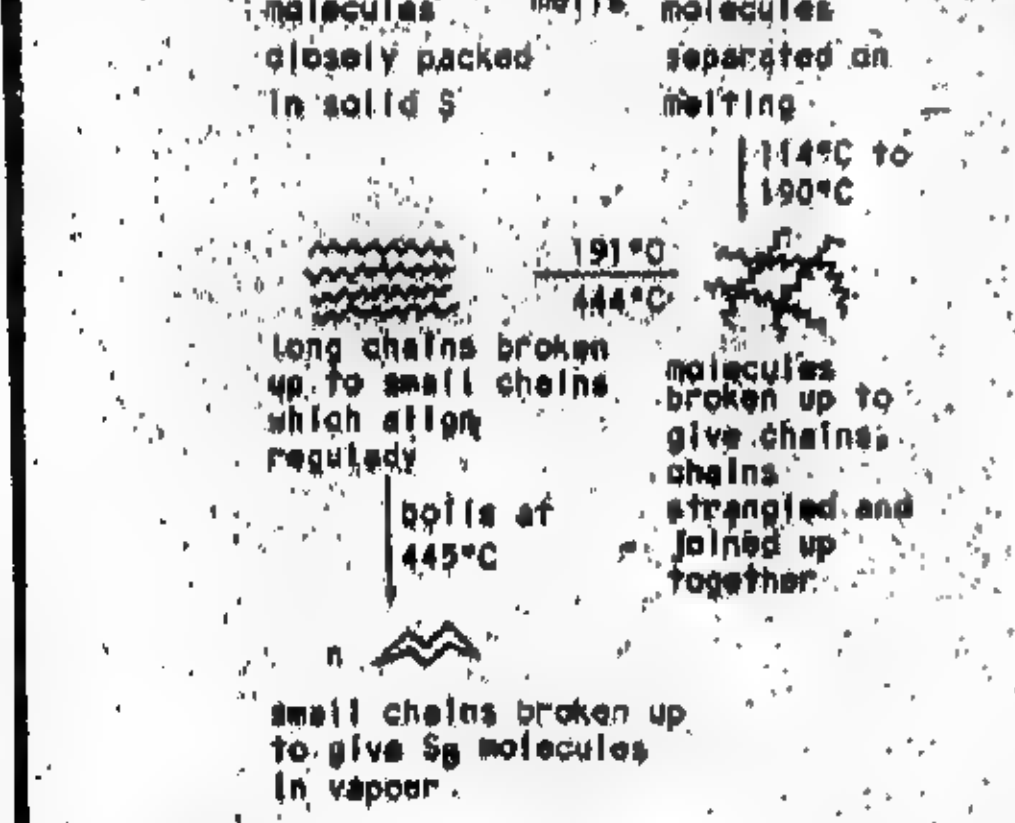 molecules melts molecules
closely packed
in solid S
separated on
melting
114°C to
190°C
191°C
444°C
long chains broken
up to small chains
which align
regulady
molecules
broken up to
give chains,
chains
strangled and
joined up
together
boils at
445°C
n
small chains broken up
to give S8 molecules
in vapour.